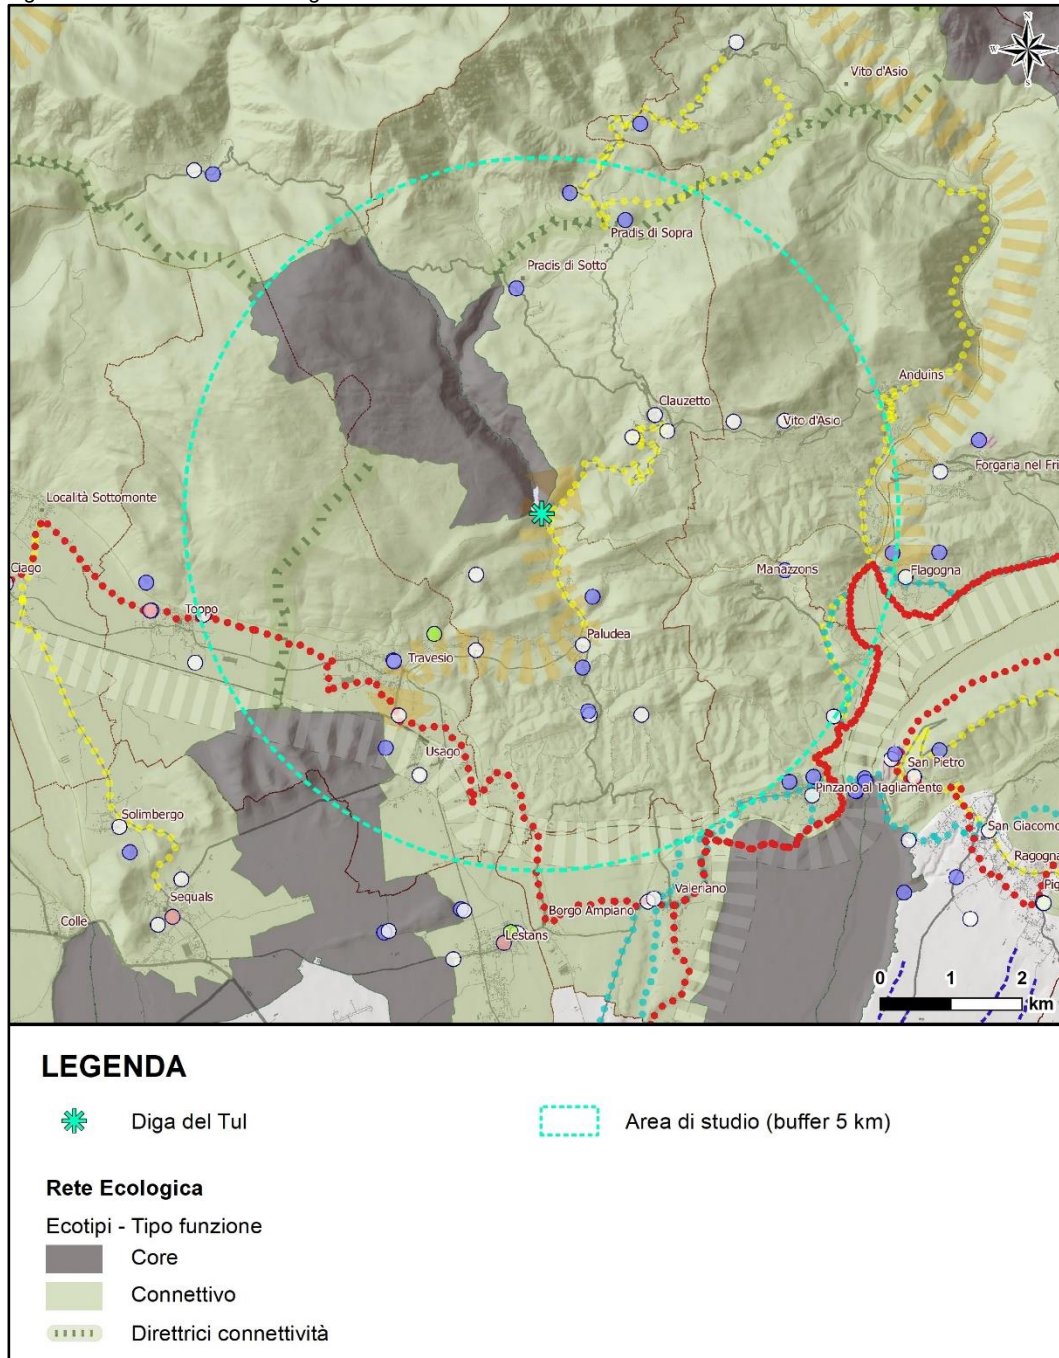 N
W
S
Vito d'Asio
Pradis di Sopra
Pradis di Sotto
Anduins
Clauzetto
Vito d'Asio
Forgaria nel Fri
Località Sottomonte
Ciago
Manazzons
Flagogna
Toppo
Paludea
Travesio
Usago
San Pietro
Pinzano al Tagliamento
Solimbergo
San Giacomo
Ragogna
Pig
Valeriano
Sequals
Borgo Ampiano
Colle
Lestans
0 1 2
km
LEGENDA
Diga del Tul
Area di studio (buffer 5 km)
Rete Ecologica
Ecotipi - Tipo funzione
Core
Connettivo
Direttrici connettività